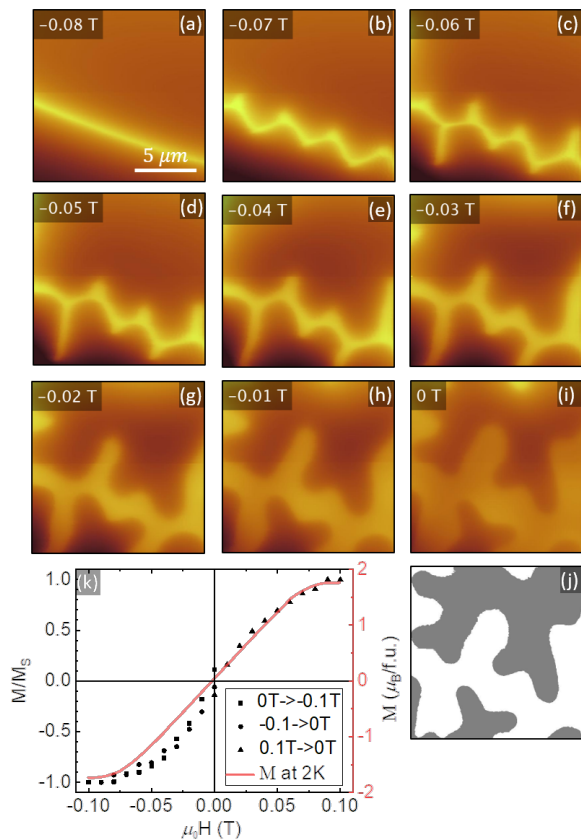 −0.08 T (a)
5 μm
−0.07 T (b)
−0.06 T (c)
−0.05 T (d)
−0.04 T (e)
−0.03 T (f)
−0.02 T (g)
−0.01 T (h)
0 T (i)
(k)
1.0
0.5
0.0
-0.5
-1.0
M/M_S
-0.10 -0.05 0.00 0.05 0.10
μ₀H (T)
2
1
0
-1
-2
M (μ_B/f.u.)
0T->-0.1T
-0.1->0T
0.1T->0T
M at 2K
(j)